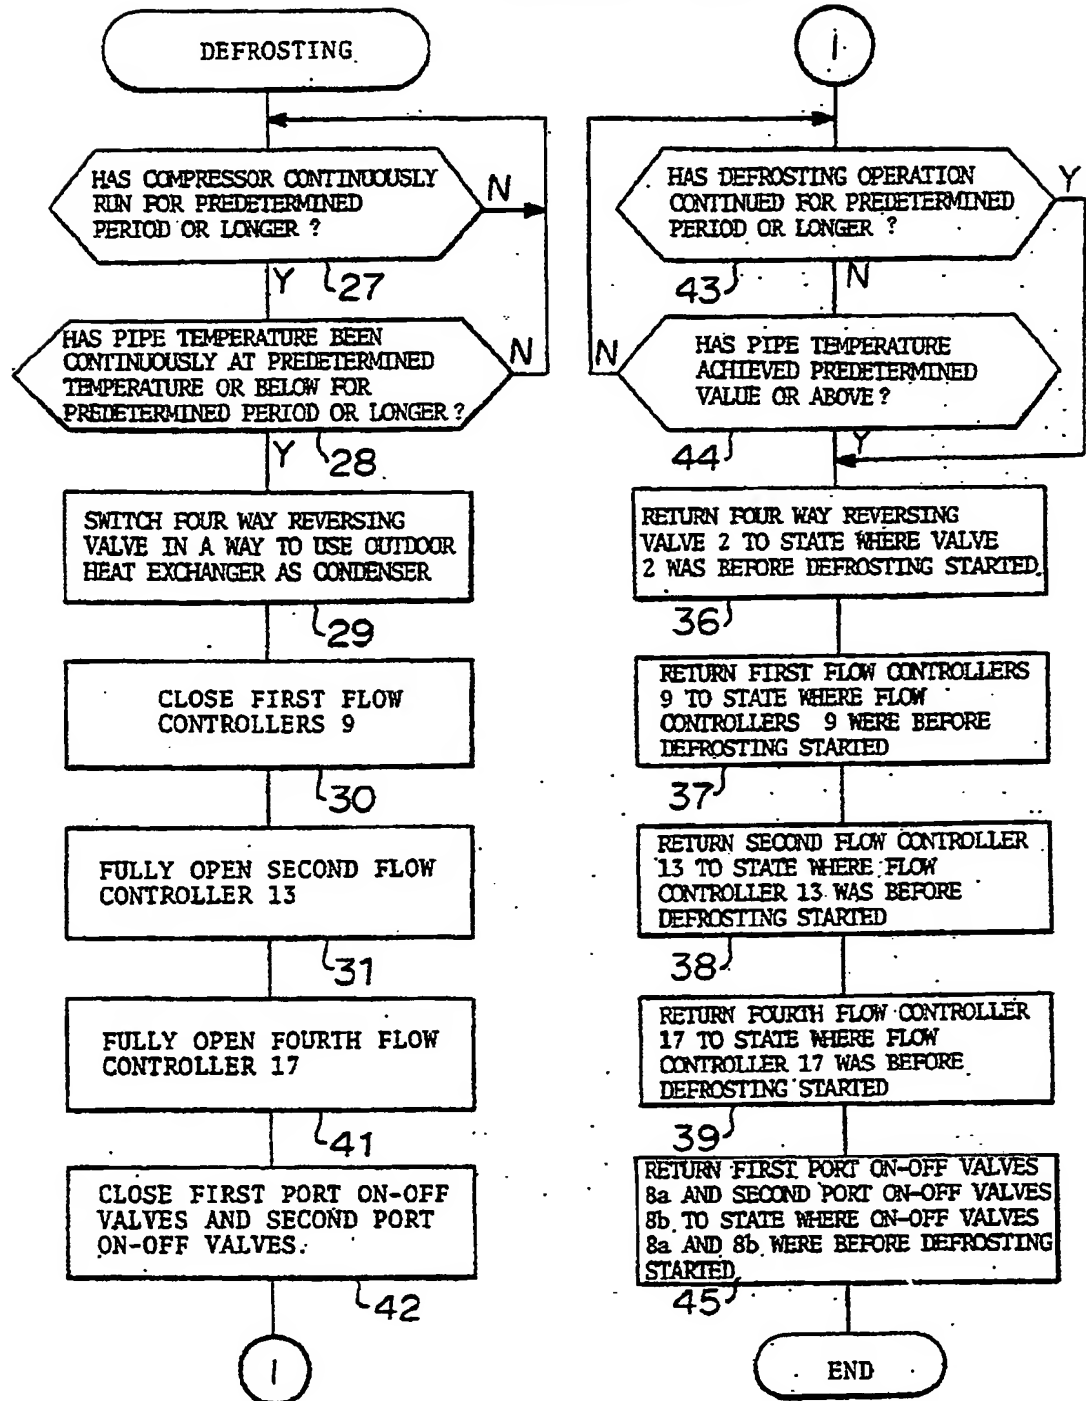 DEFROSTING
HAS COMPRESSOR CONTINUOUSLY
RUN FOR PREDETERMINED
PERIOD OR LONGER ?
N
Y
27
HAS PIPE TEMPERATURE BEEN
CONTINUOUSLY AT PREDETERMINED
TEMPERATURE OR BELOW FOR
PREDETERMINED PERIOD OR LONGER ?
N
Y
28
SWITCH FOUR WAY REVERSING
VALVE IN A WAY TO USE OUTDOOR
HEAT EXCHANGER AS CONDENSER
29
CLOSE FIRST FLOW
CONTROLLERS 9
30
FULLY OPEN SECOND FLOW
CONTROLLER 13
31
FULLY OPEN FOURTH FLOW
CONTROLLER 17
41
CLOSE FIRST PORT ON-OFF
VALVES AND SECOND PORT
ON-OFF VALVES.
42
1
1
HAS DEFROSTING OPERATION
CONTINUED FOR PREDETERMINED
PERIOD OR LONGER ?
Y
43
N
HAS PIPE TEMPERATURE
ACHIEVED PREDETERMINED
VALUE OR ABOVE ?
N
44
Y
RETURN FOUR WAY REVERSING
VALVE 2 TO STATE WHERE VALVE
2 WAS BEFORE DEFROSTING STARTED.
36
RETURN FIRST FLOW CONTROLLERS
9 TO STATE WHERE FLOW
CONTROLLERS 9 WERE BEFORE
DEFROSTING STARTED
37
RETURN SECOND FLOW CONTROLLER
13 TO STATE WHERE FLOW
CONTROLLER 13 WAS BEFORE
DEFROSTING STARTED
38
RETURN FOURTH FLOW CONTROLLER
17 TO STATE WHERE FLOW
CONTROLLER 17 WAS BEFORE
DEFROSTING STARTED
39
RETURN FIRST PORT ON-OFF VALVES
8a AND SECOND PORT ON-OFF VALVES
8b TO STATE WHERE ON-OFF VALVES
8a AND 8b WERE BEFORE DEFROSTING
STARTED
45
END